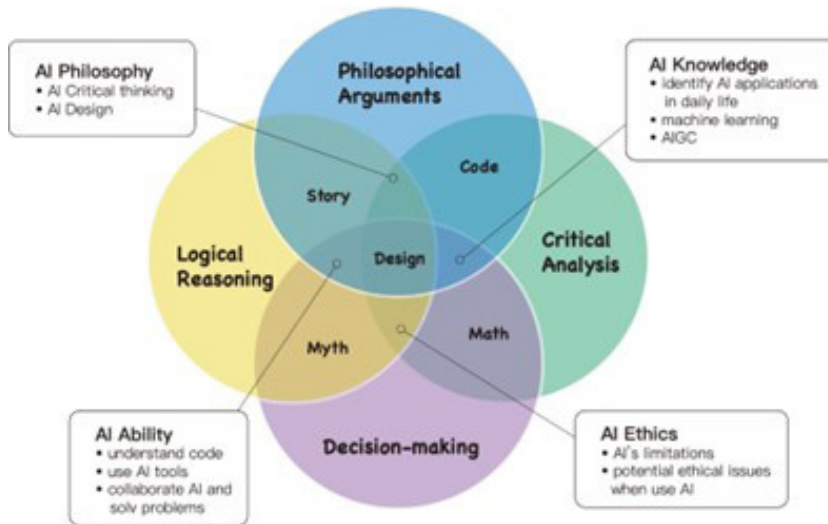 AI Philosophy
• AI Critical thinking
• AI Design
Philosophical
Arguments
AI Knowledge
• identify AI applications
in daily life
• machine learning
• AIGC
Story
Code
Logical
Reasoning
Design
Critical
Analysis
Myth
Math
Decision-making
AI Ability
• understand code
• use AI tools
• collaborate AI and
solv problems
AI Ethics
• AI's limitations
• potential ethical issues
when use AI